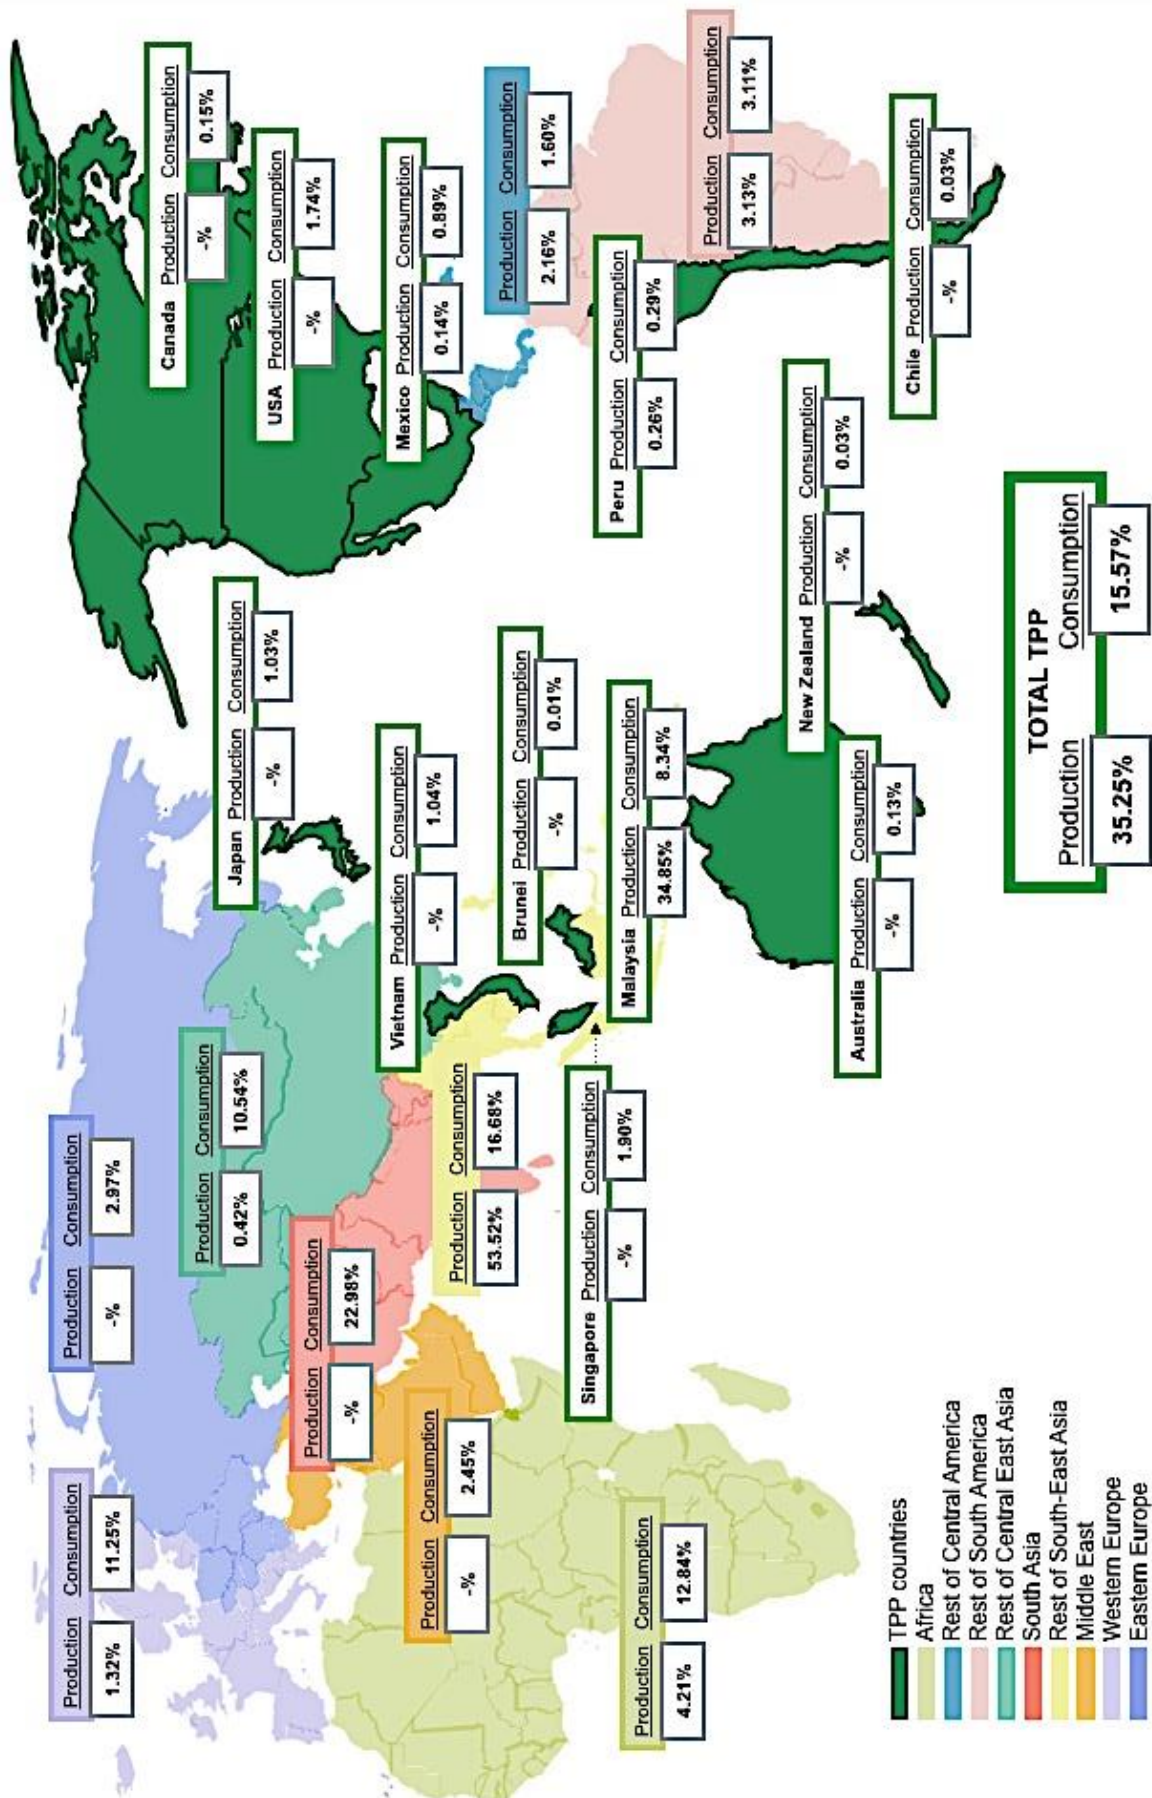 Production Consumption
1.32% 11.25%
Production Consumption
-% 2.97%
Production Consumption
0.42% 10.54%
Production Consumption
-% 22.98%
Production Consumption
-% 2.45%
Production Consumption
53.52% 16.68%
Production Consumption
4.21% 12.84%
Singapore Production Consumption
-% 1.90%
Japan Production Consumption
-% 1.03%
Vietnam Production Consumption
-% 1.04%
Brunei Production Consumption
-% 0.01%
Malaysia Production Consumption
34.85% 8.34%
Australia Production Consumption
-% 0.13%
New Zealand Production Consumption
-% 0.03%
Canada Production Consumption
-% 0.15%
USA Production Consumption
-% 1.74%
Mexico Production Consumption
0.14% 0.89%
Production Consumption
2.16% 1.60%
Peru Production Consumption
0.26% 0.29%
Production Consumption
3.13% 3.11%
Chile Production Consumption
-% 0.03%
TPP countries
Africa
Rest of Central America
Rest of South America
Rest of Central East Asia
South Asia
Rest of South-East Asia
Middle East
Western Europe
Eastern Europe
TOTAL TPP
Production Consumption
35.25% 15.57%